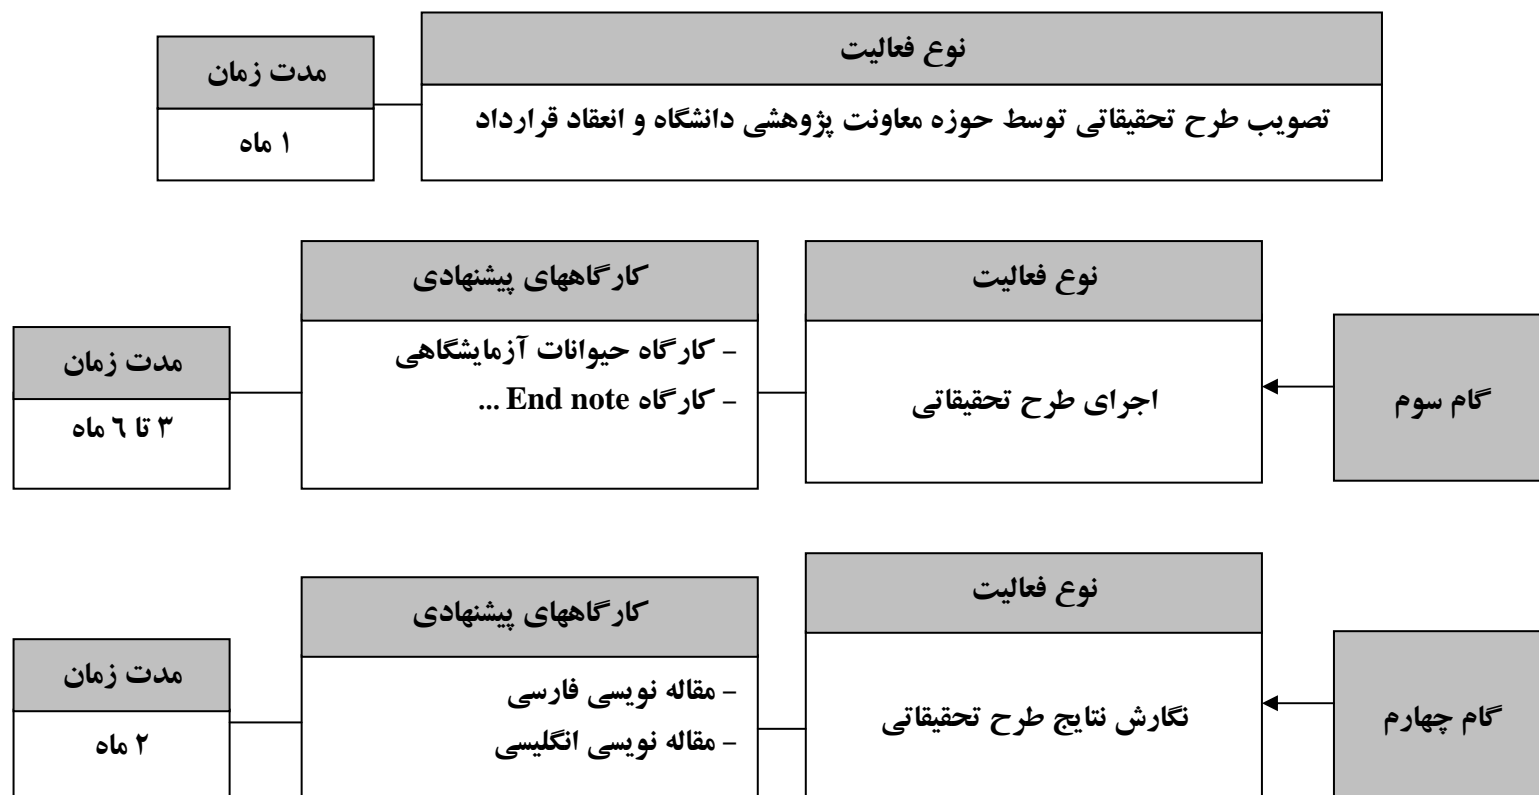 نوع فعالیت
تصویب طرح تحقیقاتی توسط حوزه معاونت پژوهشی دانشگاه و انعقاد قرارداد
مدت زمان
۱ ماه
گام سوم
نوع فعالیت
اجرای طرح تحقیقاتی
کارگاههای پیشنهادی
- کارگاه حیوانات آزمایشگاهی
- کارگاه End note ...
مدت زمان
۳ تا ٦ ماه
گام چهارم
نوع فعالیت
نگارش نتایج طرح تحقیقاتی
کارگاههای پیشنهادی
- مقاله نویسی فارسی
- مقاله نویسی انگلیسی
مدت زمان
۲ ماه